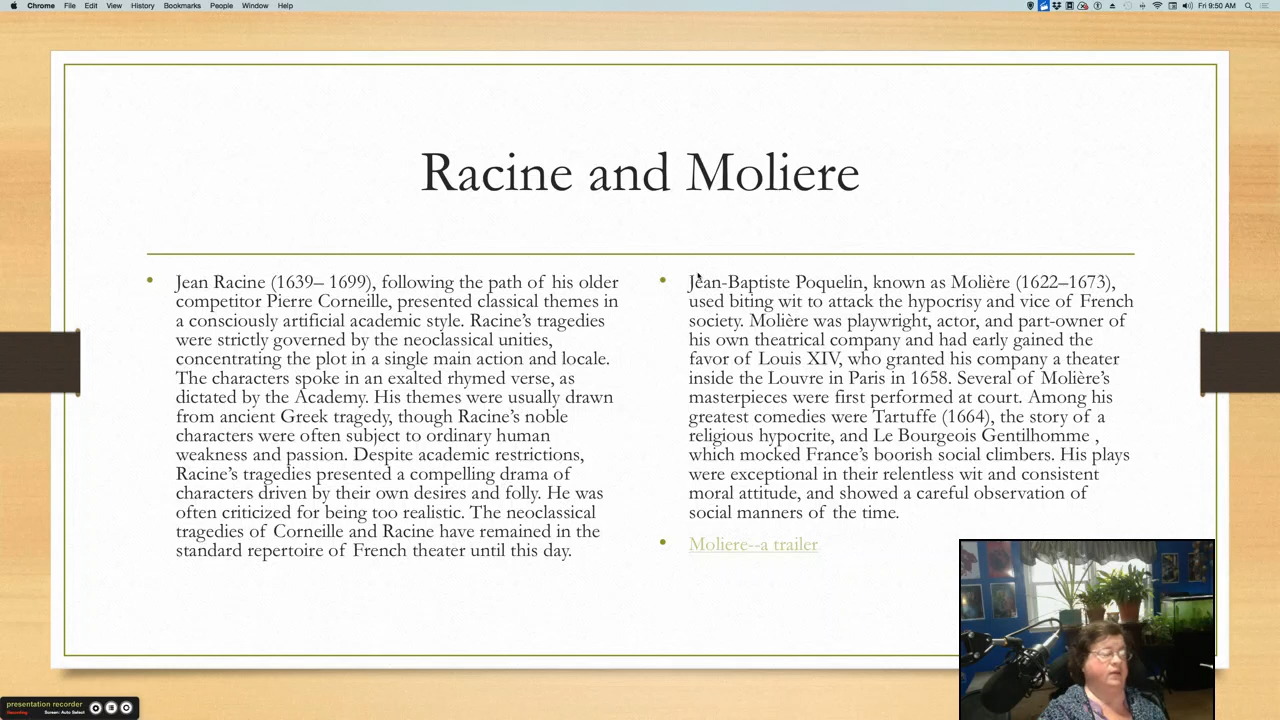 Chrome File Edit View History Bookmarks People Window Help Fri 9:50 AM
Racine and Moliere
• Jean Racine (1639– 1699), following the path of his older
competitor Pierre Corneille, presented classical themes in
a consciously artificial academic style. Racine’s tragedies
were strictly governed by the neoclassical unities,
concentrating the plot in a single main action and locale.
The characters spoke in an exalted rhymed verse, as
dictated by the Academy. His themes were usually drawn
from ancient Greek tragedy, though Racine’s noble
characters were often subject to ordinary human
weakness and passion. Despite academic restrictions,
Racine’s tragedies presented a compelling drama of
characters driven by their own desires and folly. He was
often criticized for being too realistic. The neoclassical
tragedies of Corneille and Racine have remained in the
standard repertoire of French theater until this day.
• Jean-Baptiste Poquelin, known as Molière (1622–1673),
used biting wit to attack the hypocrisy and vice of French
society. Molière was playwright, actor, and part-owner of
his own theatrical company and had early gained the
favor of Louis XIV, who granted his company a theater
inside the Louvre in Paris in 1658. Several of Molière’s
masterpieces were first performed at court. Among his
greatest comedies were Tartuffe (1664), the story of a
religious hypocrite, and Le Bourgeois Gentilhomme ,
which mocked France’s boorish social climbers. His plays
were exceptional in their relentless wit and consistent
moral attitude, and showed a careful observation of
social manners of the time.
• Moliere--a trailer
presentation recorder
Recording Screen: Auto Select